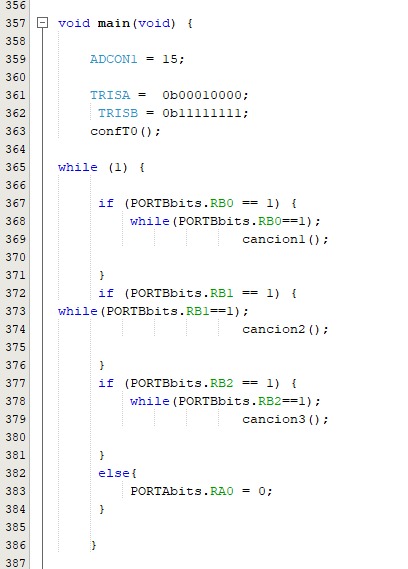 356
357 void main(void) {
358
359 ADCON1 = 15;
360
361 TRISA = 0b00010000;
362 TRISB = 0b11111111;
363 confT0();
364
365 while (1) {
366
367 if (PORTBbits.RB0 == 1) {
368 while(PORTBbits.RB0==1);
369 cancion1();
370
371 }
372 if (PORTBbits.RB1 == 1) {
373 while(PORTBbits.RB1==1);
374 cancion2();
375
376 }
377 if (PORTBbits.RB2 == 1) {
378 while(PORTBbits.RB2==1);
379 cancion3();
380
381 }
382 else{
383 PORTAbits.RA0 = 0;
384 }
385
386 }
387